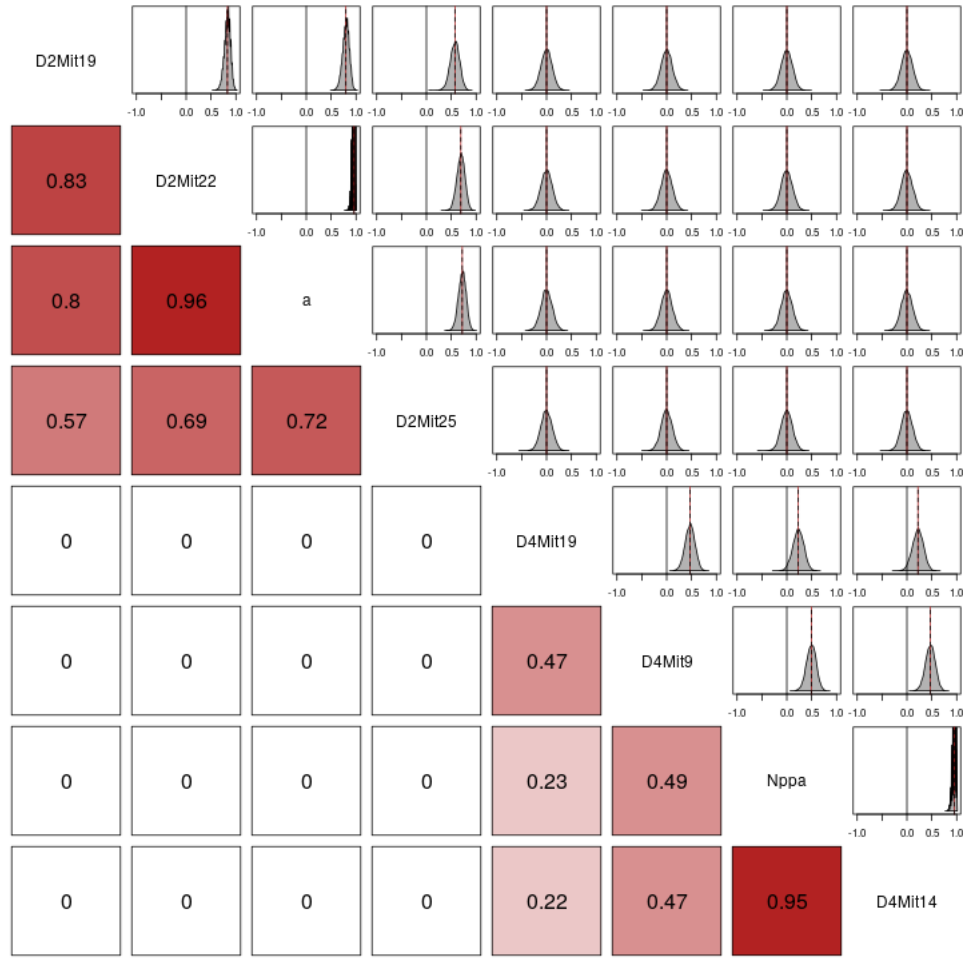 D2Mit19
-1.0 0.0 0.5 1.0 -1.0 0.0 0.5 1.0 -1.0 0.0 0.5 1.0 -1.0 0.0 0.5 1.0 -1.0 0.0 0.5 1.0 -1.0 0.0 0.5 1.0 -1.0 0.0 0.5 1.0
0.83 D2Mit22
-1.0 0.0 0.5 1.0 -1.0 0.0 0.5 1.0 -1.0 0.0 0.5 1.0 -1.0 0.0 0.5 1.0 -1.0 0.0 0.5 1.0 -1.0 0.0 0.5 1.0
0.8 0.96 a
-1.0 0.0 0.5 1.0 -1.0 0.0 0.5 1.0 -1.0 0.0 0.5 1.0 -1.0 0.0 0.5 1.0 -1.0 0.0 0.5 1.0
0.57 0.69 0.72 D2Mit25
-1.0 0.0 0.5 1.0 -1.0 0.0 0.5 1.0 -1.0 0.0 0.5 1.0 -1.0 0.0 0.5 1.0
0 0 0 0 D4Mit19
-1.0 0.0 0.5 1.0 -1.0 0.0 0.5 1.0 -1.0 0.0 0.5 1.0
0 0 0 0 0.47 D4Mit9
-1.0 0.0 0.5 1.0 -1.0 0.0 0.5 1.0
0 0 0 0 0.23 0.49 Nppa
-1.0 0.0 0.5 1.0
0 0 0 0 0.22 0.47 0.95 D4Mit14